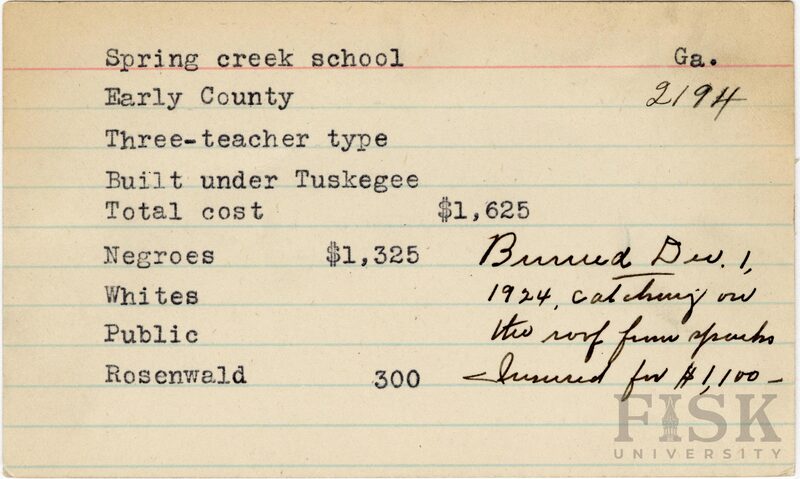 Spring creek school Ga.
Early County 2194
Three-teacher type
Built under Tuskegee
Total cost $1,625
Negroes $1,325 Burned Dec. 1,
Whites 1924, catching on
Public the roof from sparks
Rosenwald 300 Insured for $1,100-
FISK
UNIVERSITY